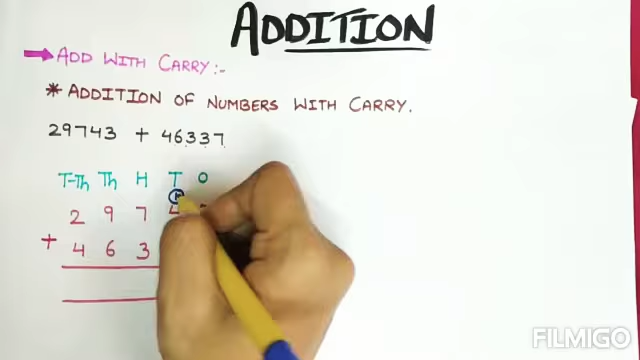 ADDITION
ADD WITH CARRY:-
* ADDITION OF NUMBERS WITH CARRY.
29743 + 46337
T-Th Th H T O
2 9 7 4
+ 4 6 3
FILMIGO